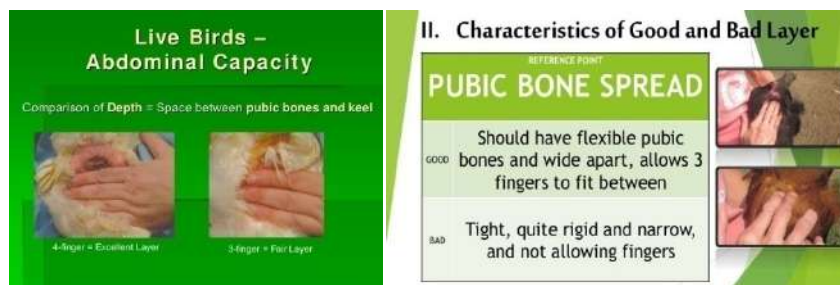 Live Birds –
Abdominal Capacity
Comparison of Depth = Space between pubic bones and keel
4-finger = Excellent Layer
3-finger = Fair Layer
II. Characteristics of Good and Bad Layer
REFERENCE POINT
PUBIC BONE SPREAD
GOOD
Should have flexible pubic
bones and wide apart, allows 3
fingers to fit between
BAD
Tight, quite rigid and narrow,
and not allowing fingers